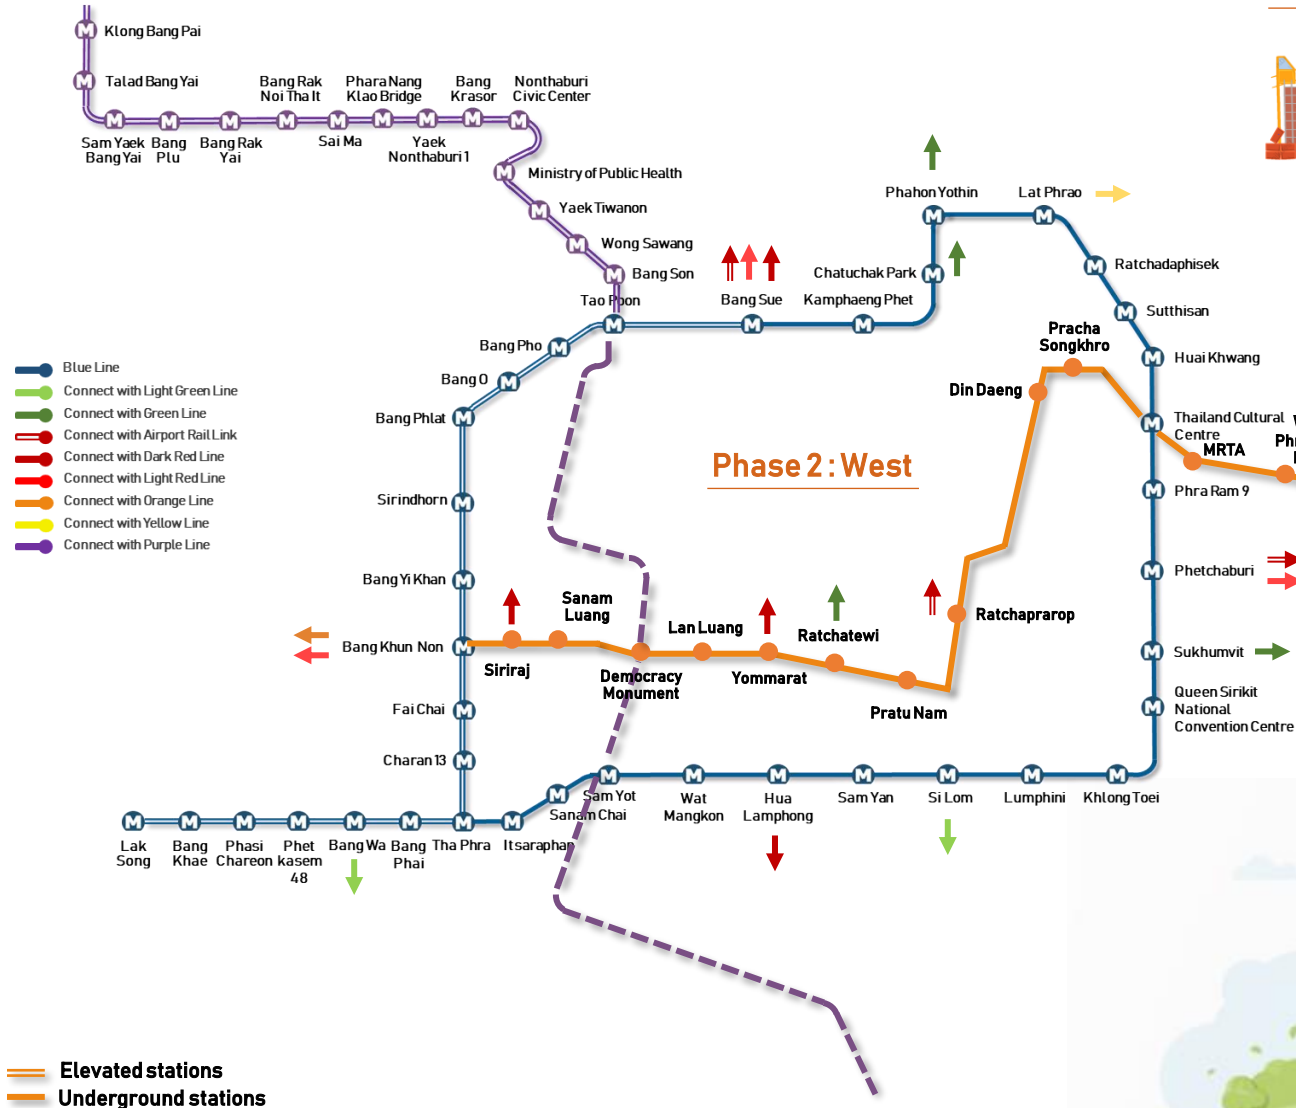 Klong Bang Pai
Talad Bang Yai
Bang Rak
Noi Tha It
Phara Nang
Klao Bridge
Bang
Krasor
Nonthaburi
Civic Center
Sam Yaek
Bang Yai
Bang
Plu
Bang Rak
Yai
Sai Ma
Yaek
Nonthaburi 1
Ministry of Public Health
Yaek Tiwanon
Wong Sawang
Bang Son
Tao Poon
Bang Sue
Kamphaeng Phet
Chatuchak Park
Phahon Yothin
Lat Phrao
Ratchadaphisek
Sutthisan
Huai Khwang
Thailand Cultural
Centre
MRTA
Phra Ram 9
Phetchaburi
Sukhumvit
Queen Sirikit
National
Convention Centre
Pracha
Songkhro
Din Daeng
Phase 2 : West
Ratchaprarop
Bang Pho
Bang O
Bang Phlat
Sirindhorn
Bang Yi Khan
Bang Khun Non
Fai Chai
Charan 13
Siriraj
Sanam
Luang
Democracy
Monument
Lan Luang
Yommarat
Ratchatewi
Pratu Nam
Blue Line
Connect with Light Green Line
Connect with Green Line
Connect with Airport Rail Link
Connect with Dark Red Line
Connect with Light Red Line
Connect with Orange Line
Connect with Yellow Line
Connect with Purple Line
Lak
Song
Bang
Khae
Phasi
Chareon
Phet
kasem
48
Bang Wa
Bang
Phai
Tha Phra
Itsaraphap
Sanam Chai
Sam Yot
Wat
Mangkon
Hua
Lamphong
Sam Yan
Si Lom
Lumphini
Khlong Toei
Elevated stations
Underground stations